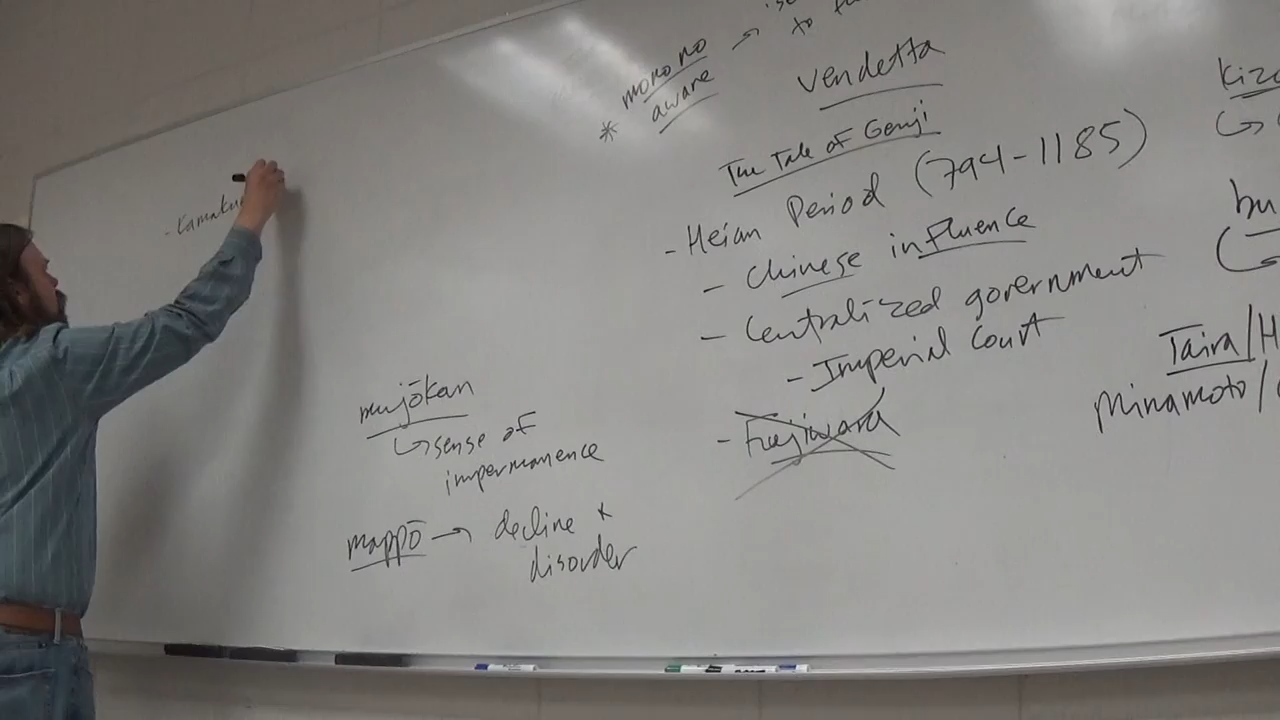 - Kamaku
* mono no
aware →
to
vendetta
The Tale of Genji
- Heian Period (794-1185)
- Chinese influence
- Centralized government
- Imperial Court
- Fujiwara
mujōkan
↳ sense of
impermanence
mappō → decline +
disorder
Kizo
bu
Taira/H
Minamoto/